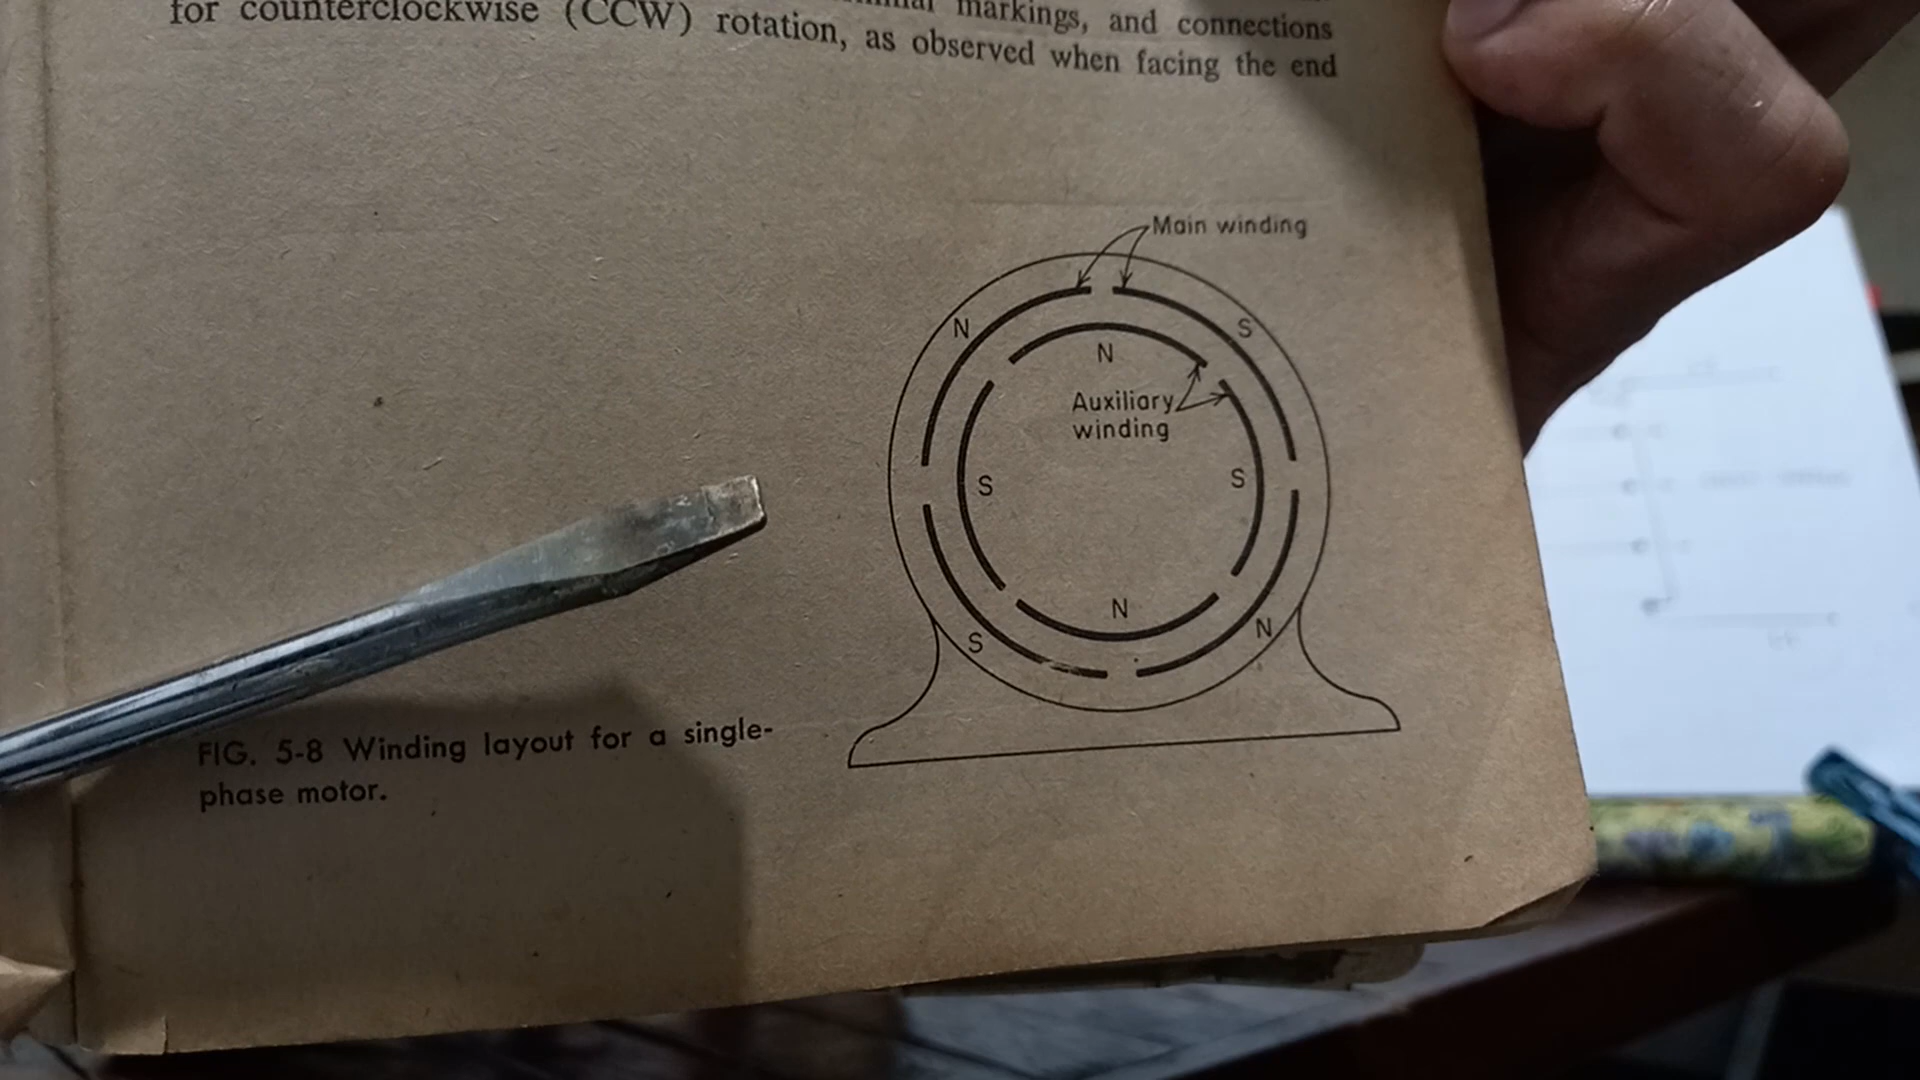 markings, and connections
for counterclockwise (CCW) rotation, as observed when facing the end
Main winding
N
S
N
Auxiliary
winding
S
S
N
S
N
FIG. 5-8 Winding layout for a single-
phase motor.